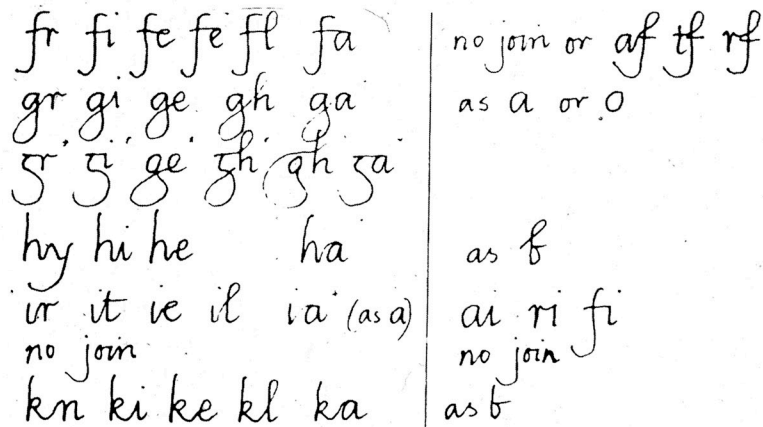 fr fi fe fe fl fa no join or af tf rf
gr gi ge gh ga as a or o
gr gi ge gh gh ga
hy hi he ha as b
ir it ie il ia (as a) ai ri fi
no join no join
kn ki ke kl ka as b